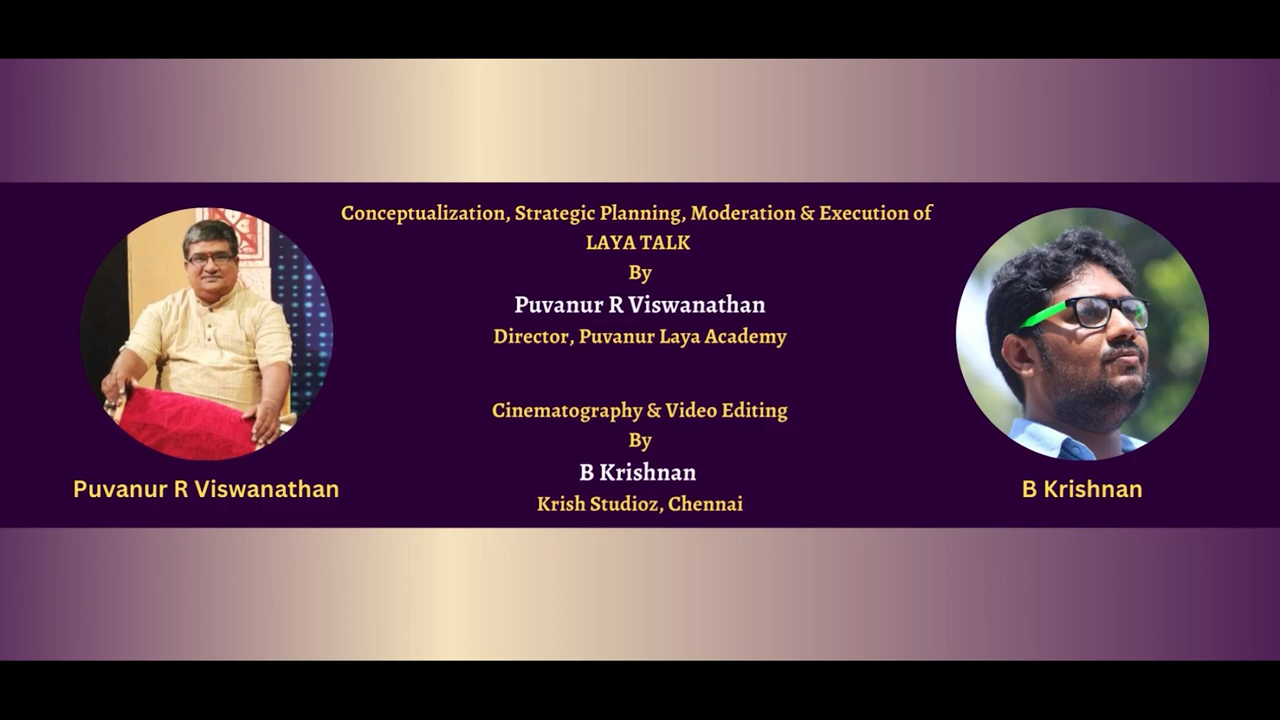 Conceptualization, Strategic Planning, Moderation & Execution of
LAYA TALK
By
Puvanur R Viswanathan
Director, Puvanur Laya Academy
Cinematography & Video Editing
By
B Krishnan
Krish Studioz, Chennai
Puvanur R Viswanathan
B Krishnan